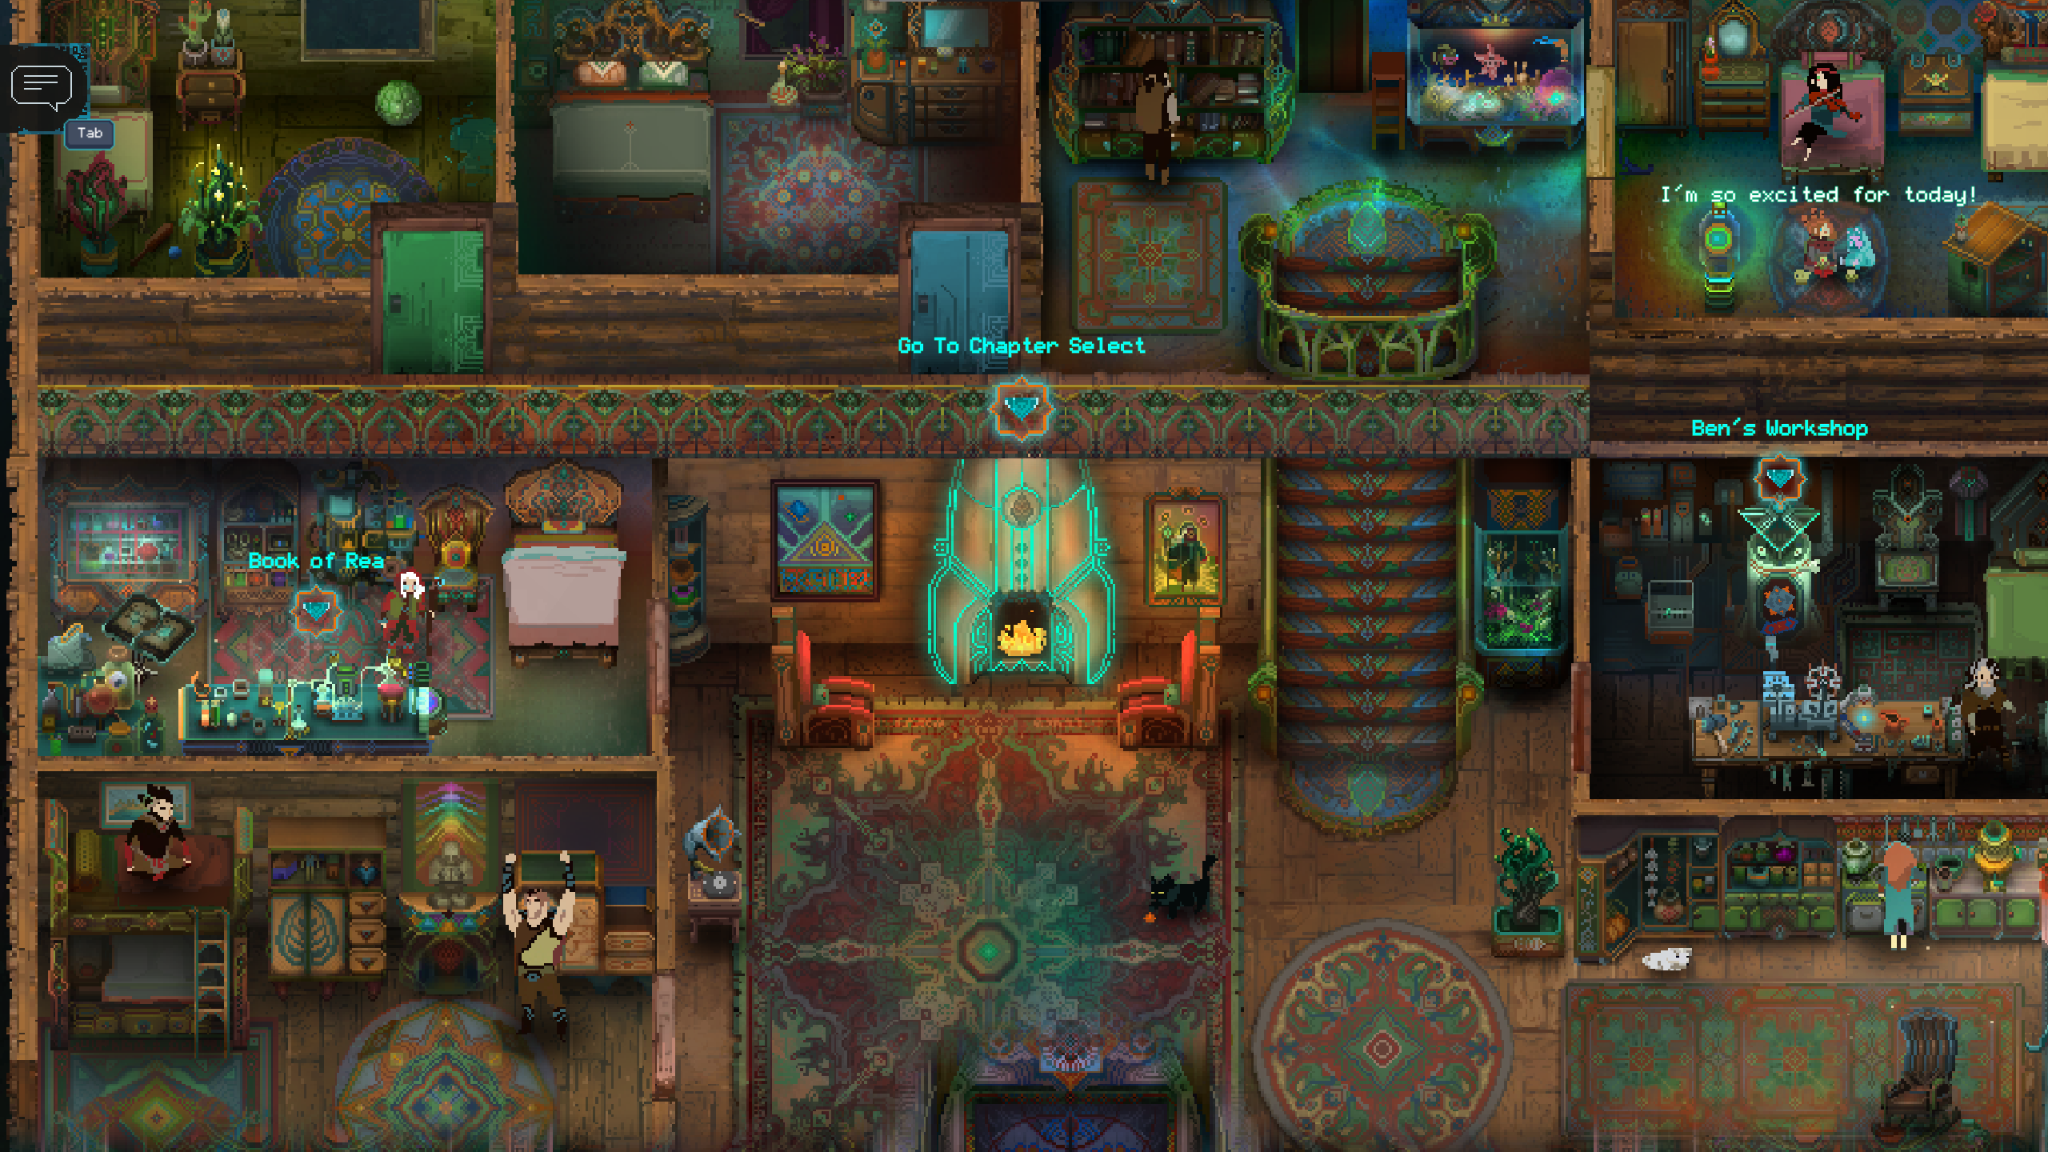 Tab
I'm so excited for today!
Go To Chapter Select
Ben's Workshop
Book of Rea